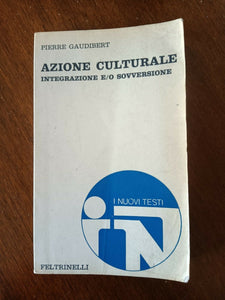 PIERRE GAUDIBERT
AZIONE CULTURALE
INTEGRAZIONE E/O SOVVERSIONE
I NUOVI TESTI
FELTRINELLI